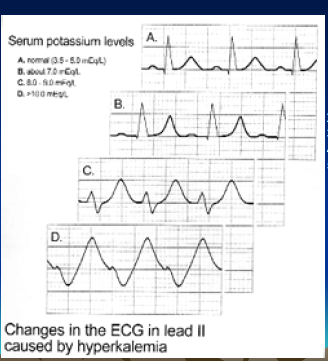 Serum potassium levels
A. normal (3.5 - 5.0 mEq/L)
B. about 7.0 mEq/L
C. 8.0 - 9.0 mEq/L
D. >10.0 mEq/L
A.
B.
C.
D.
Changes in the ECG in lead II
caused by hyperkalemia